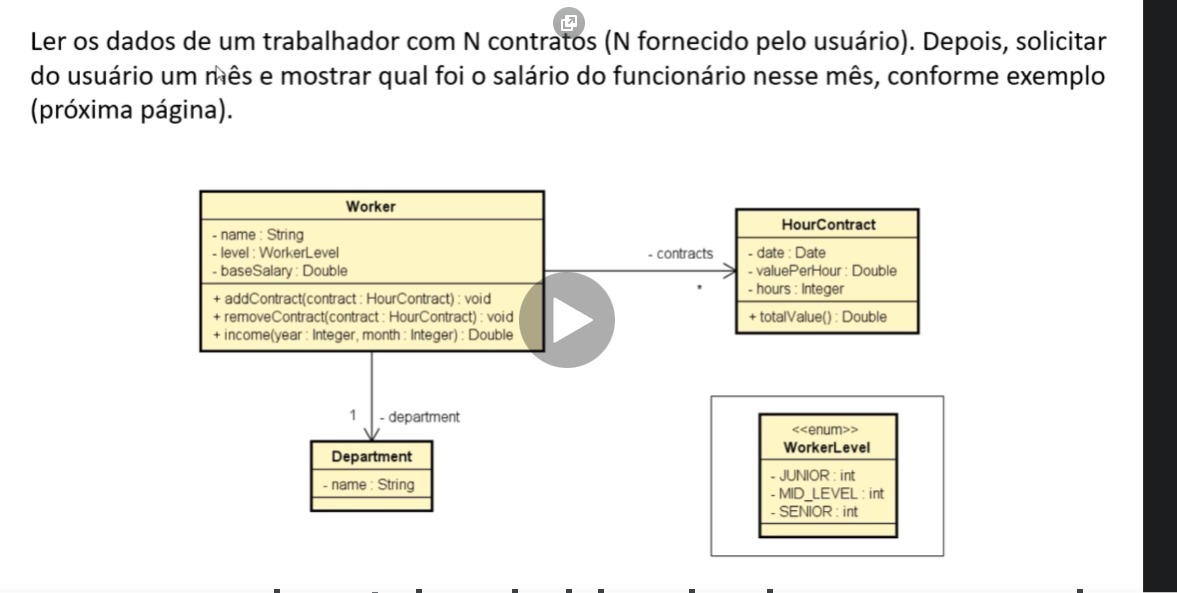 Ler os dados de um trabalhador com N contratos (N fornecido pelo usuário). Depois, solicitar
do usuário um mês e mostrar qual foi o salário do funcionário nesse mês, conforme exemplo
(próxima página).
Worker
- name : String
- level : WorkerLevel
- baseSalary : Double
+ addContract(contract : HourContract) : void
+ removeContract(contract : HourContract) : void
+ income(year : Integer, month : Integer) : Double
- contracts
*
HourContract
- date : Date
- valuePerHour : Double
- hours : Integer
+ totalValue() : Double
1 - department
Department
- name : String
<<enum>>
WorkerLevel
- JUNIOR : int
- MID_LEVEL : int
- SENIOR : int